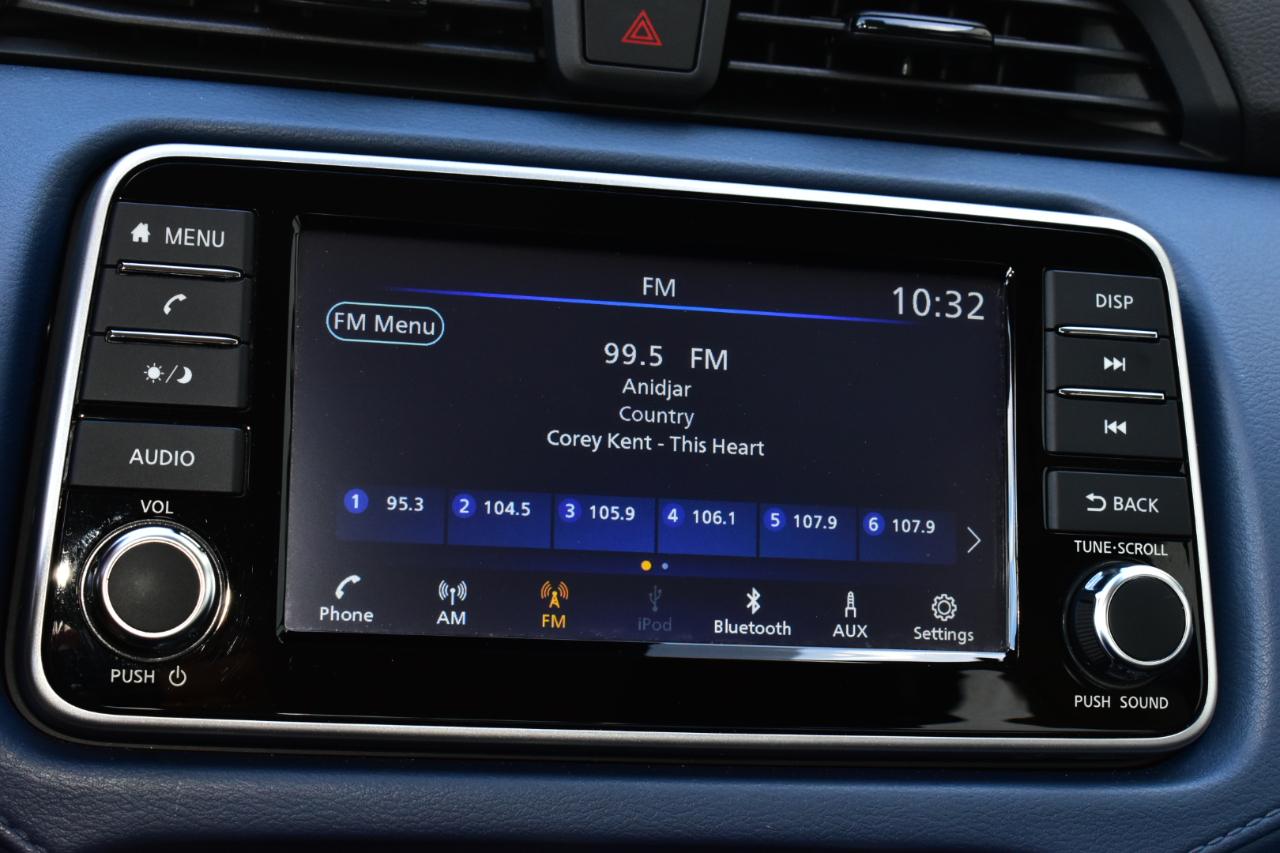 MENU
AUDIO
VOL
PUSH
FM
10:32
FM Menu
99.5 FM
Anidjar
Country
Corey Kent - This Heart
1 95.3 2 104.5 3 105.9 4 106.1 5 107.9 6 107.9
Phone AM FM iPod Bluetooth AUX Settings
DISP
BACK
TUNE·SCROLL
PUSH SOUND